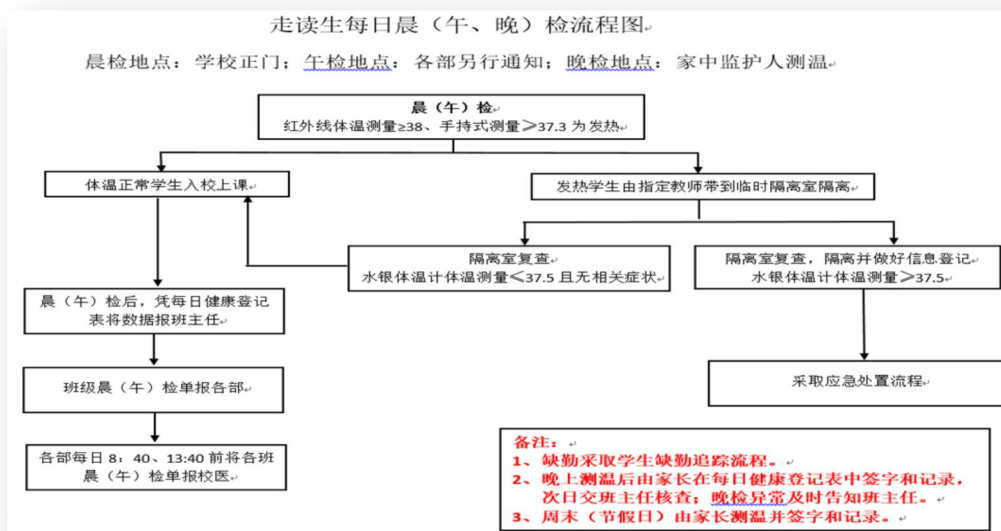 走读生每日晨（午、晚）检流程图
晨检地点：学校正门；午检地点：各部另行通知；晚检地点：家中监护人测温
晨（午）检
红外线体温测量≥38、手持式测量≥37.3 为发热
体温正常学生入校上课
发热学生由指定教师带到临时隔离室隔离
隔离室复查
水银体温计体温测量≤37.5 且无相关症状
隔离室复查，隔离并做好信息登记
水银体温计体温测量≥37.5
晨（午）检后，凭每日健康登记
表将数据报班主任
班级晨（午）检单报各部
采取应急处置流程
各部每日 8：40、13:40 前将各班
晨（午）检单报校医
备注：
1、缺勤采取学生缺勤追踪流程。
2、晚上测温后由家长在每日健康登记表中签字和记录，
次日交班主任核查；晚检异常及时告知班主任。
3、周末（节假日）由家长测温并签字和记录。